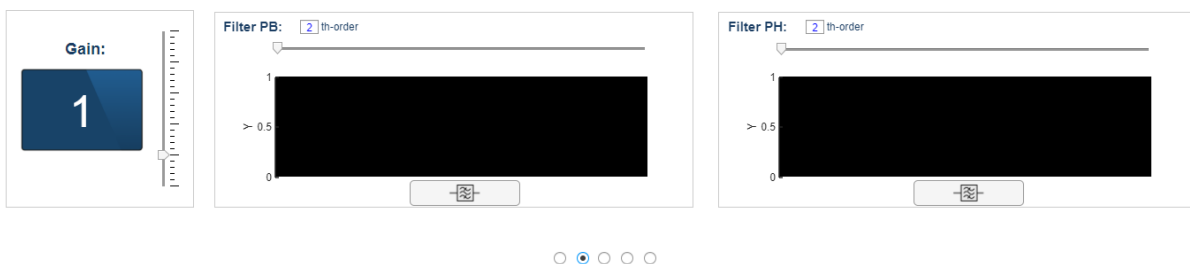 Gain:
1
Filter PB: 2 th-order
1
Y 0.5
0
Filter PH: 2 th-order
1
Y 0.5
0